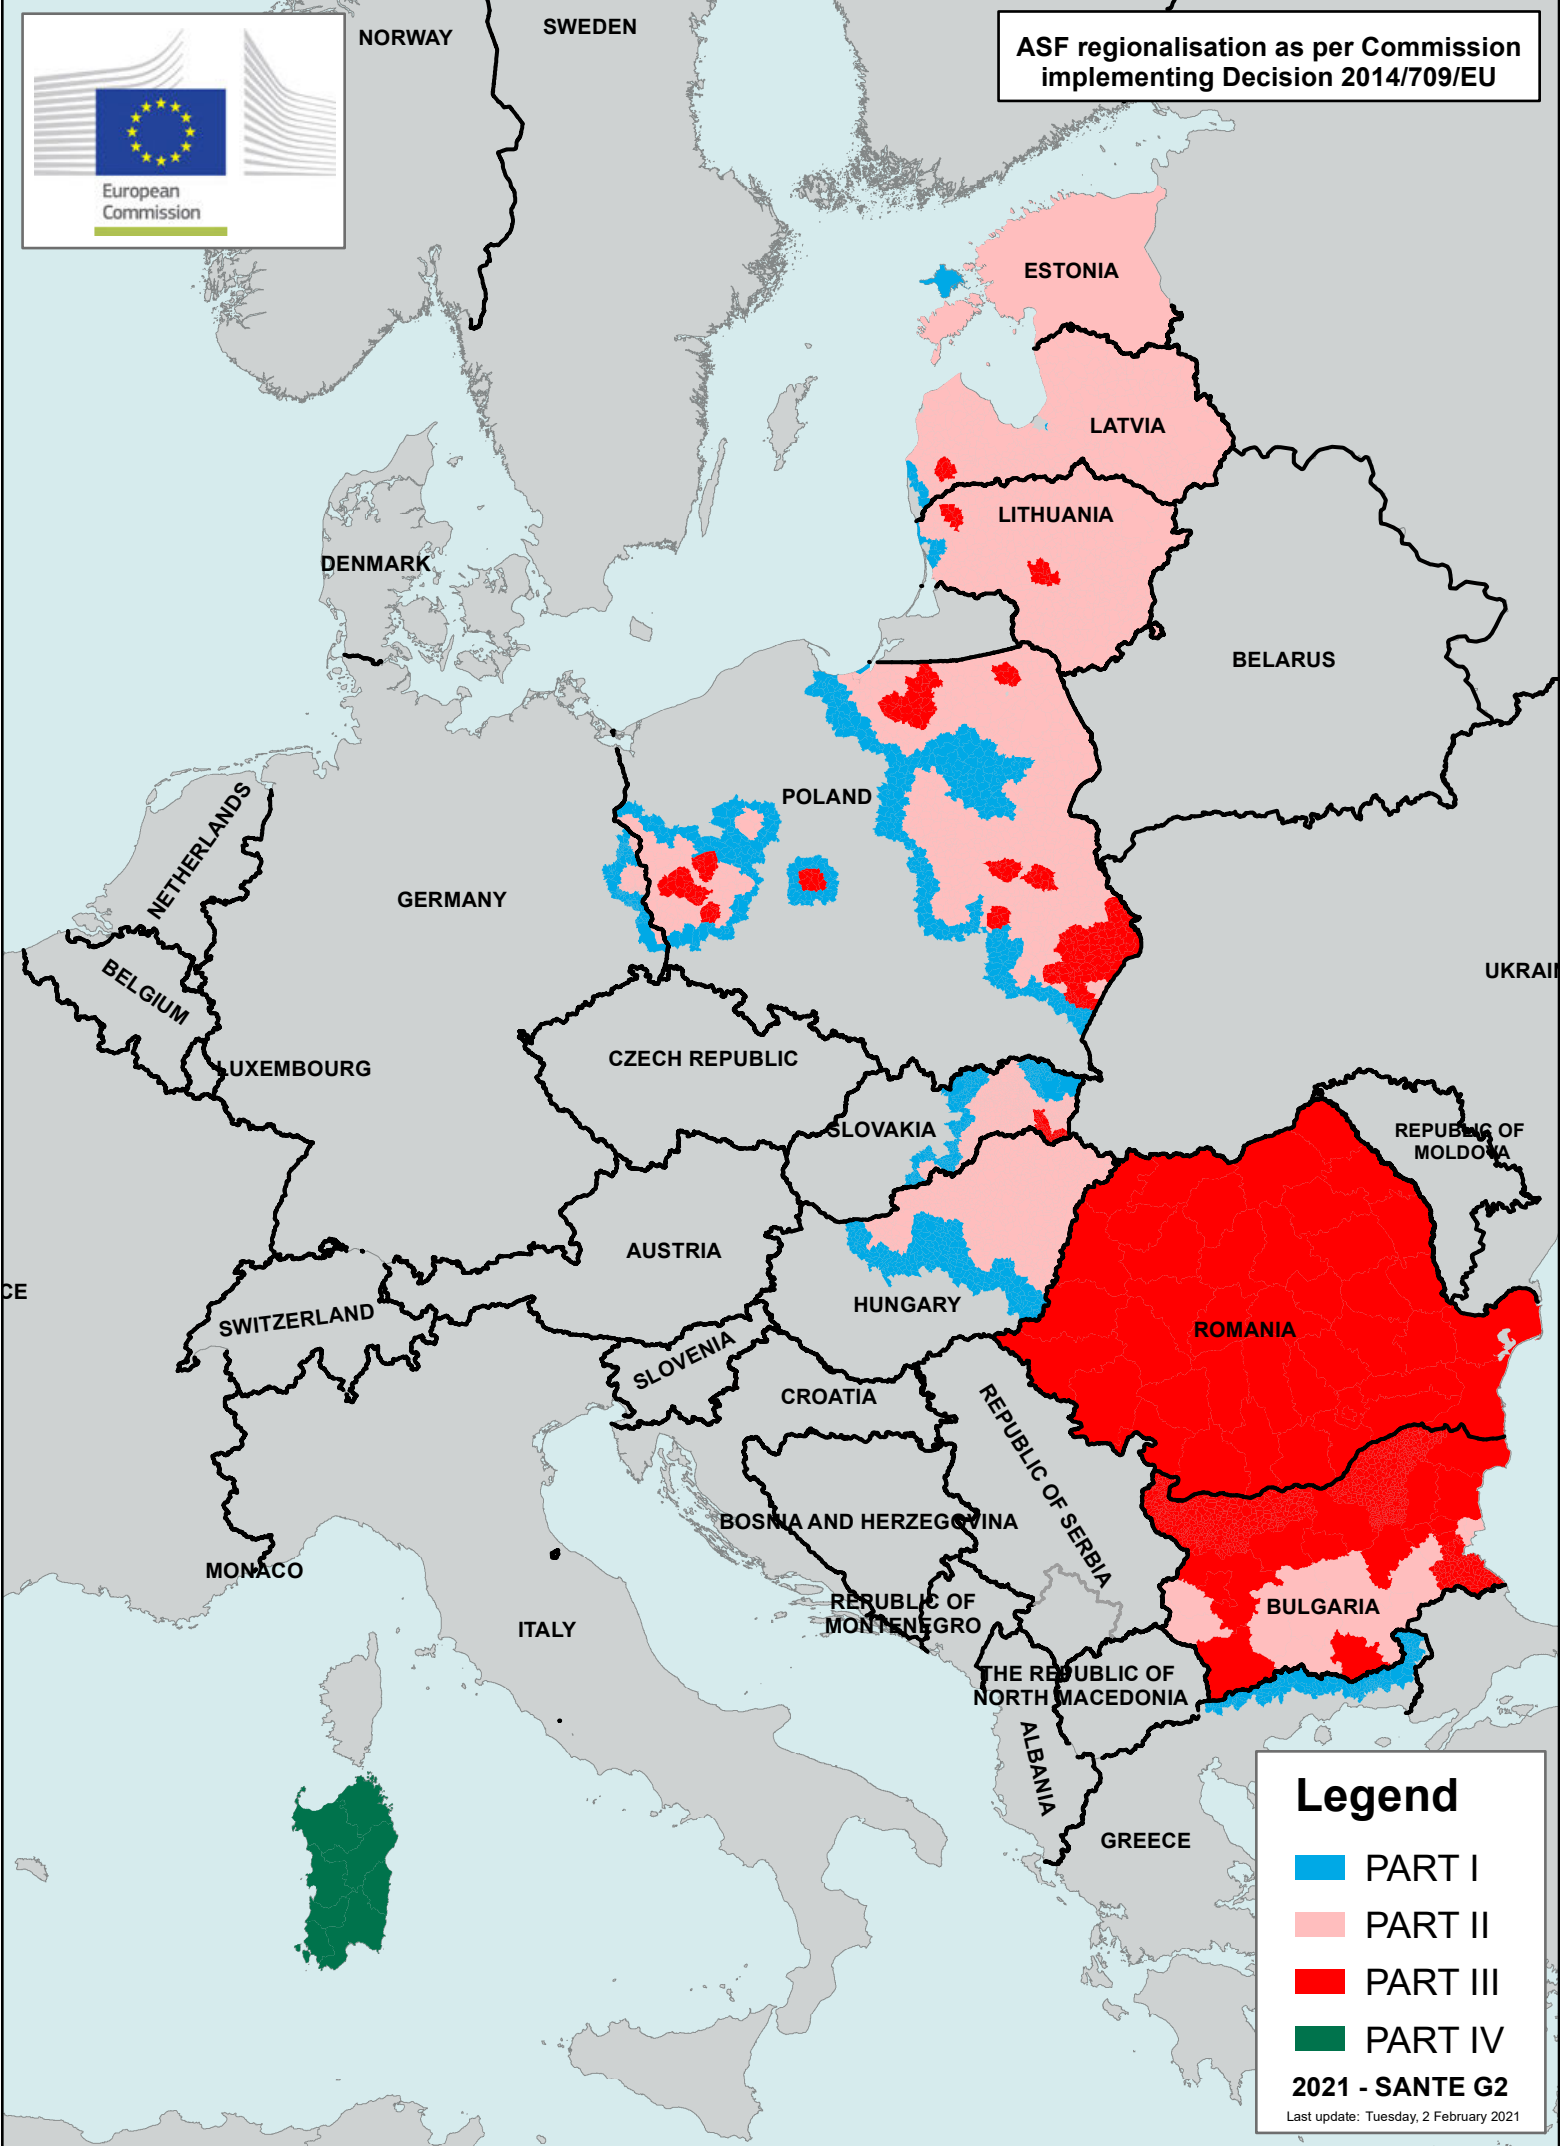 NORWAY
SWEDEN
ASF regionalisation as per Commission
implementing Decision 2014/709/EU
European
Commission
ESTONIA
LATVIA
LITHUANIA
DENMARK
BELARUS
POLAND
NETHERLANDS
GERMANY
BELGIUM
UKRAI
LUXEMBOURG
CZECH REPUBLIC
SLOVAKIA
REPUBLIC OF
MOLDOVA
AUSTRIA
CE
HUNGARY
SWITZERLAND
ROMANIA
SLOVENIA
CROATIA
REPUBLIC OF SERBIA
BOSNIA AND HERZEGOVINA
MONACO
REPUBLIC OF
MONTENEGRO
BULGARIA
ITALY
THE REPUBLIC OF
NORTH MACEDONIA
ALBANIA
GREECE
Legend
PART I
PART II
PART III
PART IV
2021 - SANTE G2
Last update: Tuesday, 2 February 2021